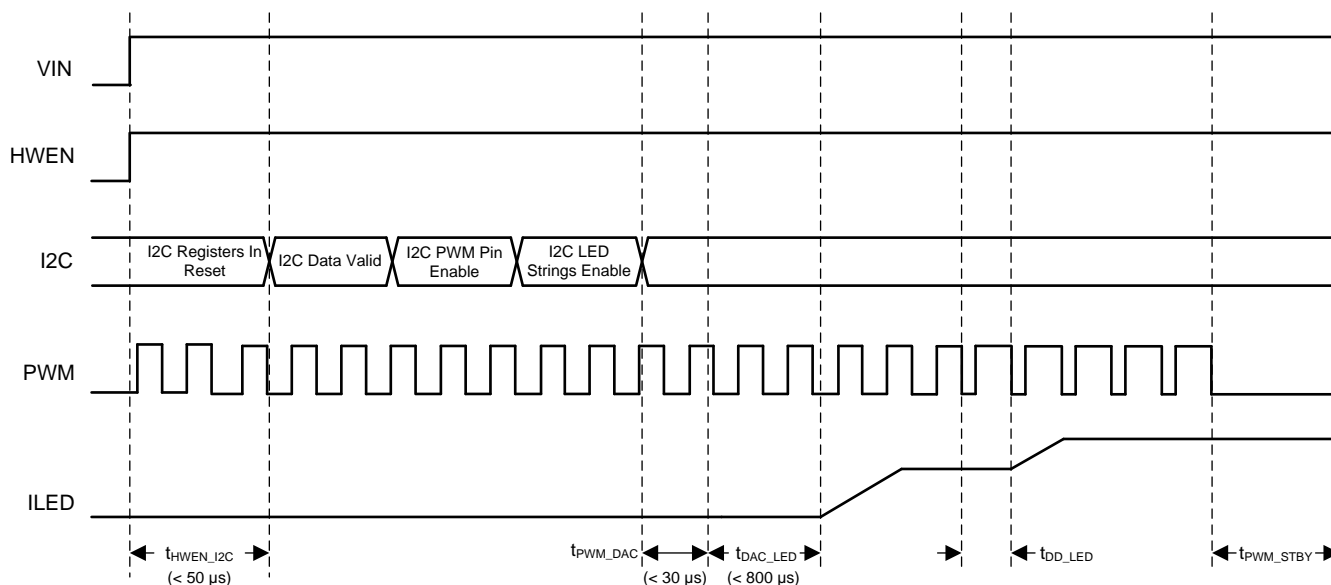 VIN
HWEN
I2C
I2C Registers In
Reset
I2C Data Valid
I2C PWM Pin
Enable
I2C LED
Strings Enable
PWM
ILED
tHWEN_I2C
(< 50 µs)
tPWM_DAC
(< 30 µs)
tDAC_LED
(< 800 µs)
tDD_LED
tPWM_STBY